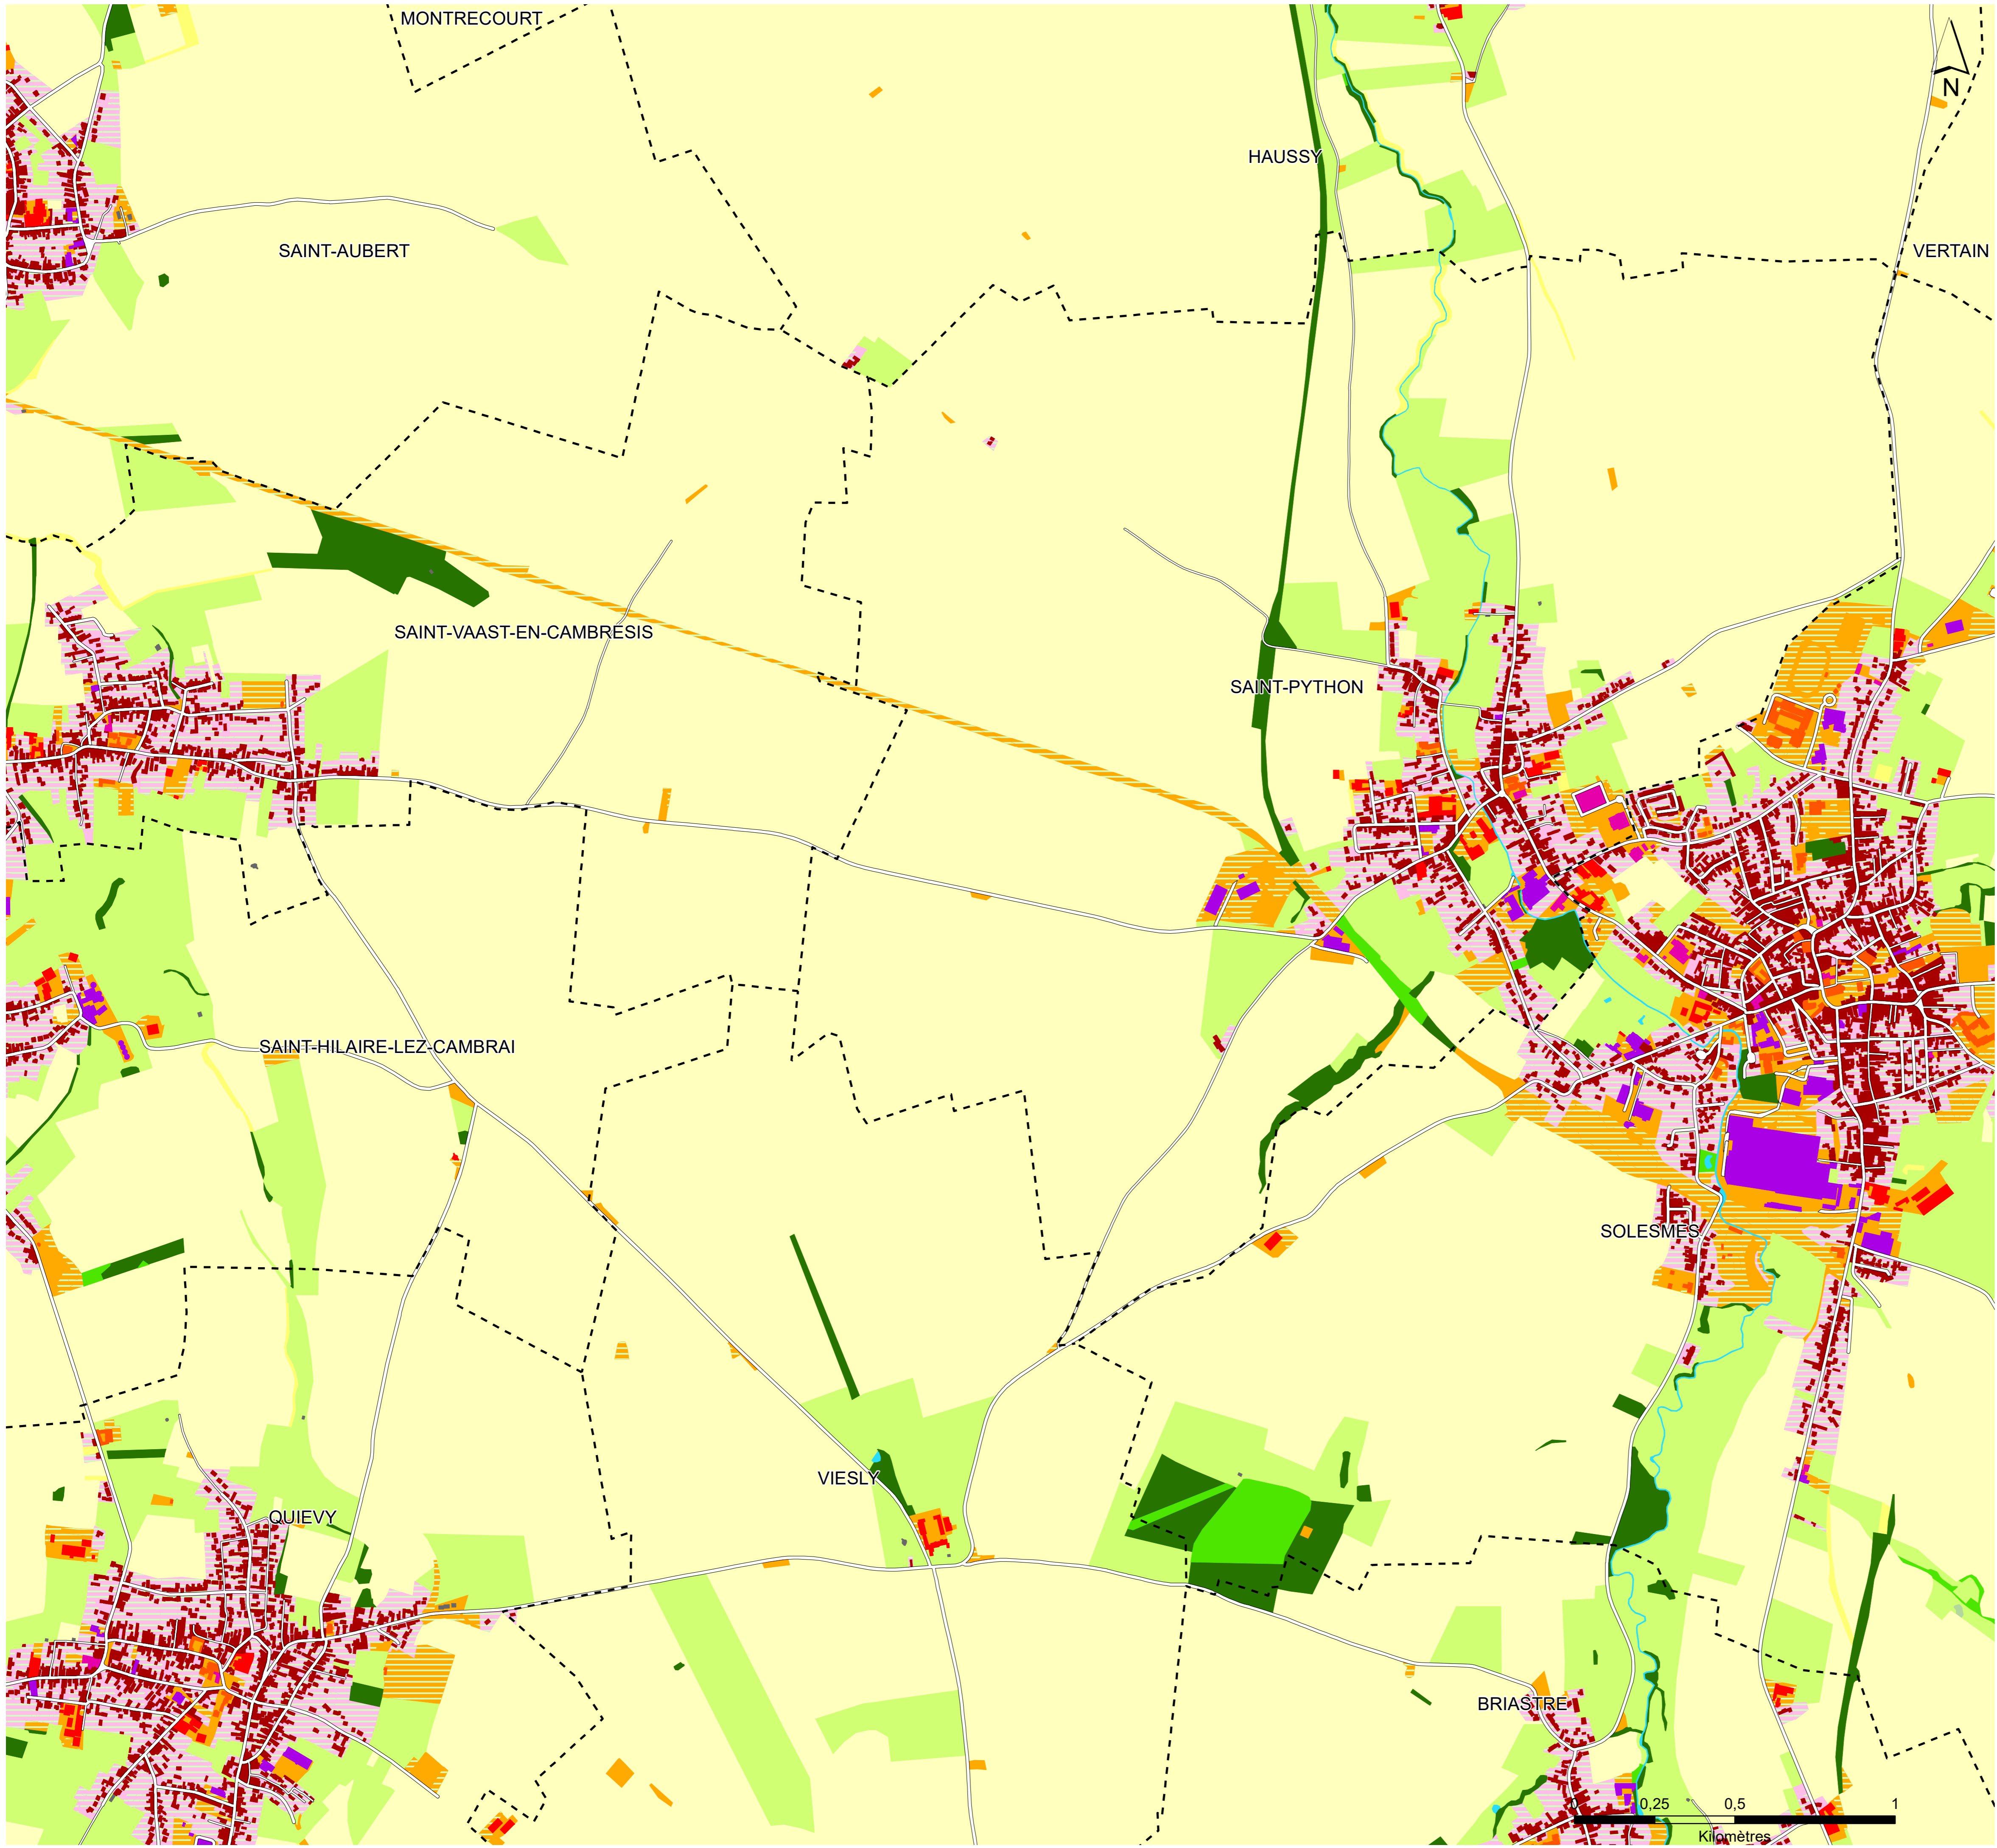 MONTRECOURT
N
HAUSSY
SAINT-AUBERT
VERTAIN
SAINT-VAAST-EN-CAMBRESIS
SAINT-PYTHON
SAINT-HILAIRE-LEZ-CAMBRAI
SOLESMES
VIESLY
QUIEVY
BRIASTRE
0 0,25 0,5 1
Kilomètres